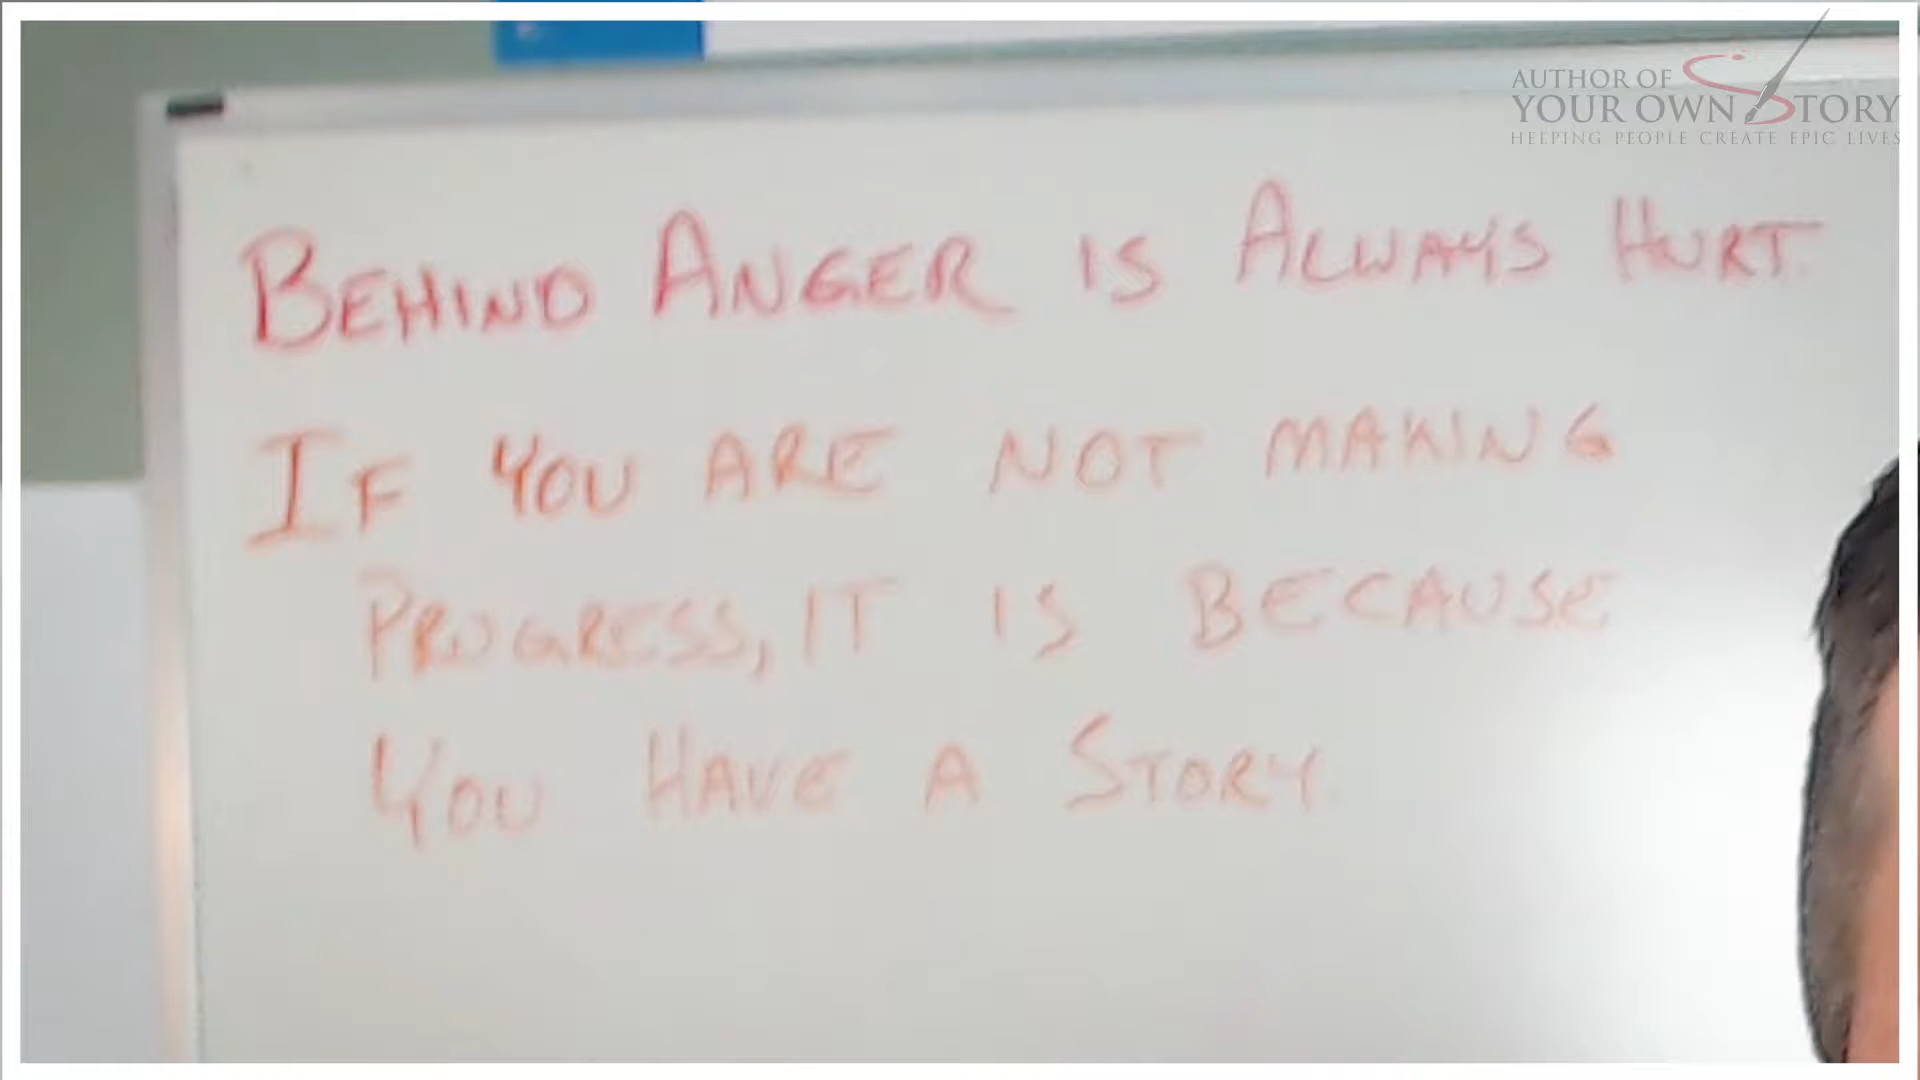 AUTHOR OF
YOUR OWN STORY
HELPING PEOPLE CREATE EPIC LIVES
BEHIND ANGER IS ALWAYS HURT.
IF YOU ARE NOT MAKING
PROGRESS, IT IS BECAUSE
YOU HAVE A STORY